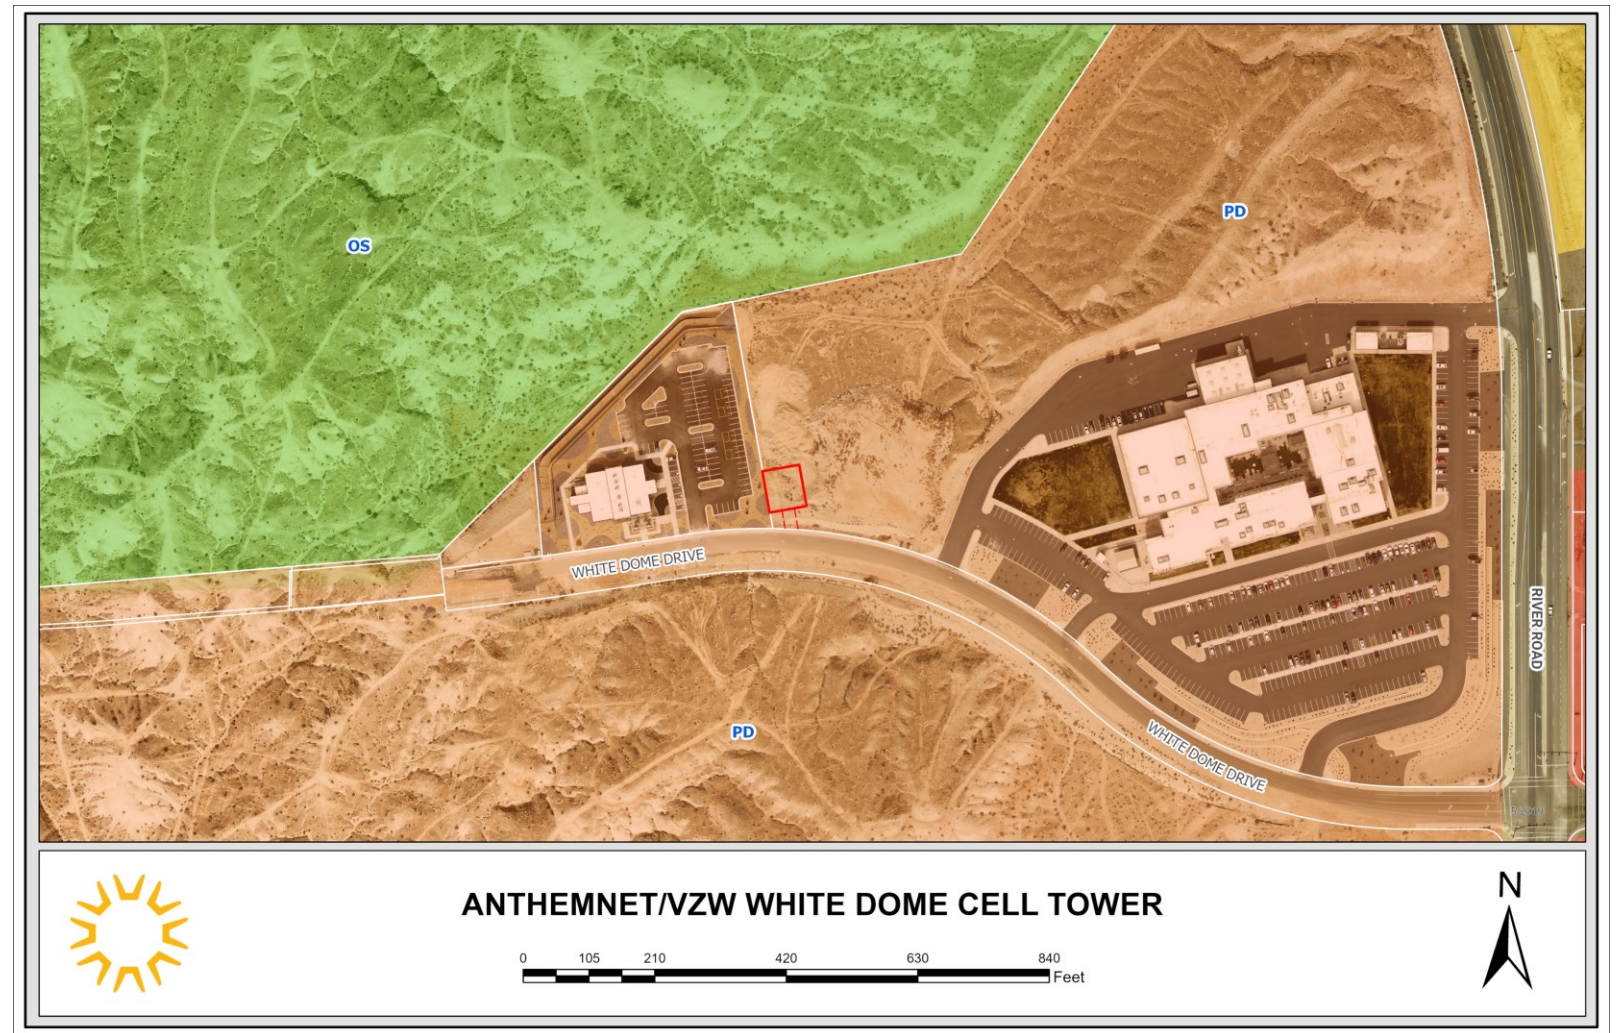 OS
PD
WHITE DOME DRIVE
RIVER ROAD
PD
WHITE DOME DRIVE
ANTHEMNET/VZW WHITE DOME CELL TOWER
N
0 105 210 420 630 840
Feet